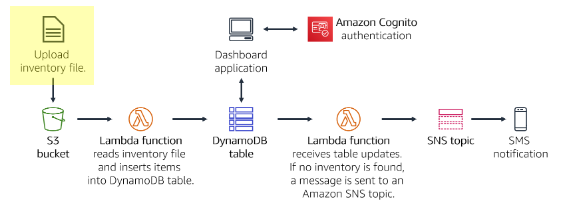 Upload
inventory file.
Dashboard
application
Amazon Cognito
authentication
S3
bucket
Lambda function
reads inventory file
and inserts items
into DynamoDB table.
DynamoDB
table
Lambda function
receives table updates.
If no inventory is found,
a message is sent to an
Amazon SNS topic.
SNS topic
SMS
notification